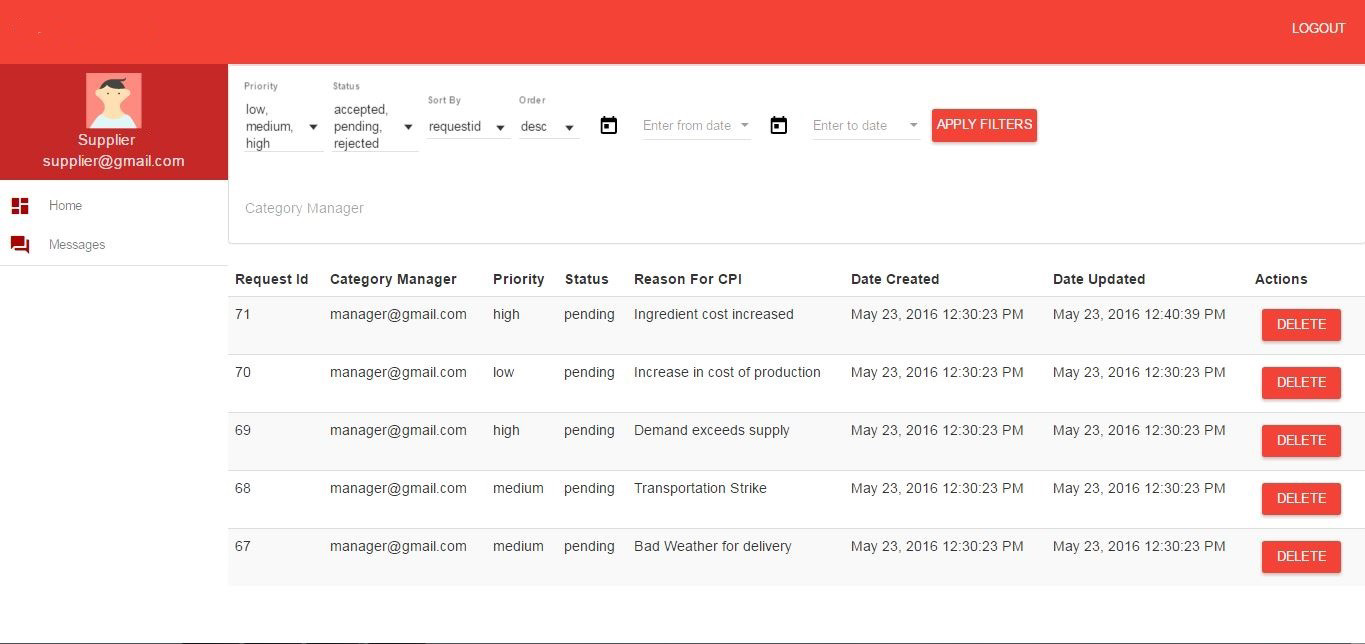 LOGOUT
Supplier
supplier@gmail.com
Home
Messages
Priority
low,
medium,
high
Status
accepted,
pending,
rejected
Sort By
requestid
Order
desc
Enter from date
Enter to date
APPLY FILTERS
Category Manager
Request Id Category Manager Priority Status Reason For CPI Date Created Date Updated Actions
71 manager@gmail.com high pending Ingredient cost increased May 23, 2016 12:30:23 PM May 23, 2016 12:40:39 PM DELETE
70 manager@gmail.com low pending Increase in cost of production May 23, 2016 12:30:23 PM May 23, 2016 12:30:23 PM DELETE
69 manager@gmail.com high pending Demand exceeds supply May 23, 2016 12:30:23 PM May 23, 2016 12:30:23 PM DELETE
68 manager@gmail.com medium pending Transportation Strike May 23, 2016 12:30:23 PM May 23, 2016 12:30:23 PM DELETE
67 manager@gmail.com medium pending Bad Weather for delivery May 23, 2016 12:30:23 PM May 23, 2016 12:30:23 PM DELETE